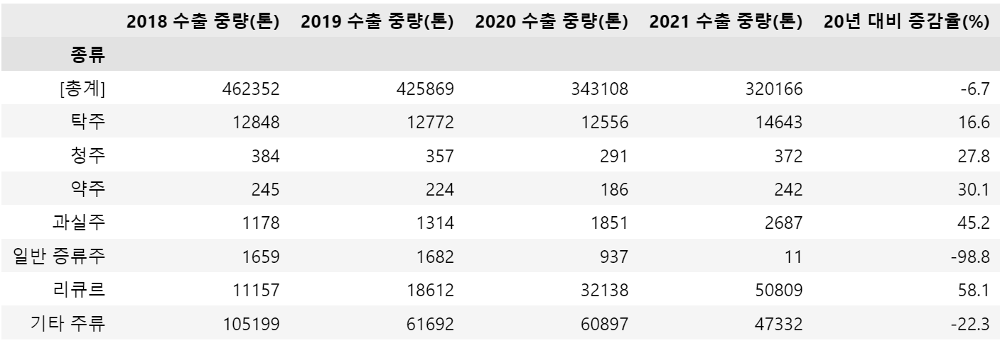 2018 수출 중량(톤) 2019 수출 중량(톤) 2020 수출 중량(톤) 2021 수출 중량(톤) 20년 대비 증감율(%)
종류
[총계] 462352 425869 343108 320166 -6.7
탁주 12848 12772 12556 14643 16.6
청주 384 357 291 372 27.8
약주 245 224 186 242 30.1
과실주 1178 1314 1851 2687 45.2
일반 증류주 1659 1682 937 11 -98.8
리큐르 11157 18612 32138 50809 58.1
기타 주류 105199 61692 60897 47332 -22.3